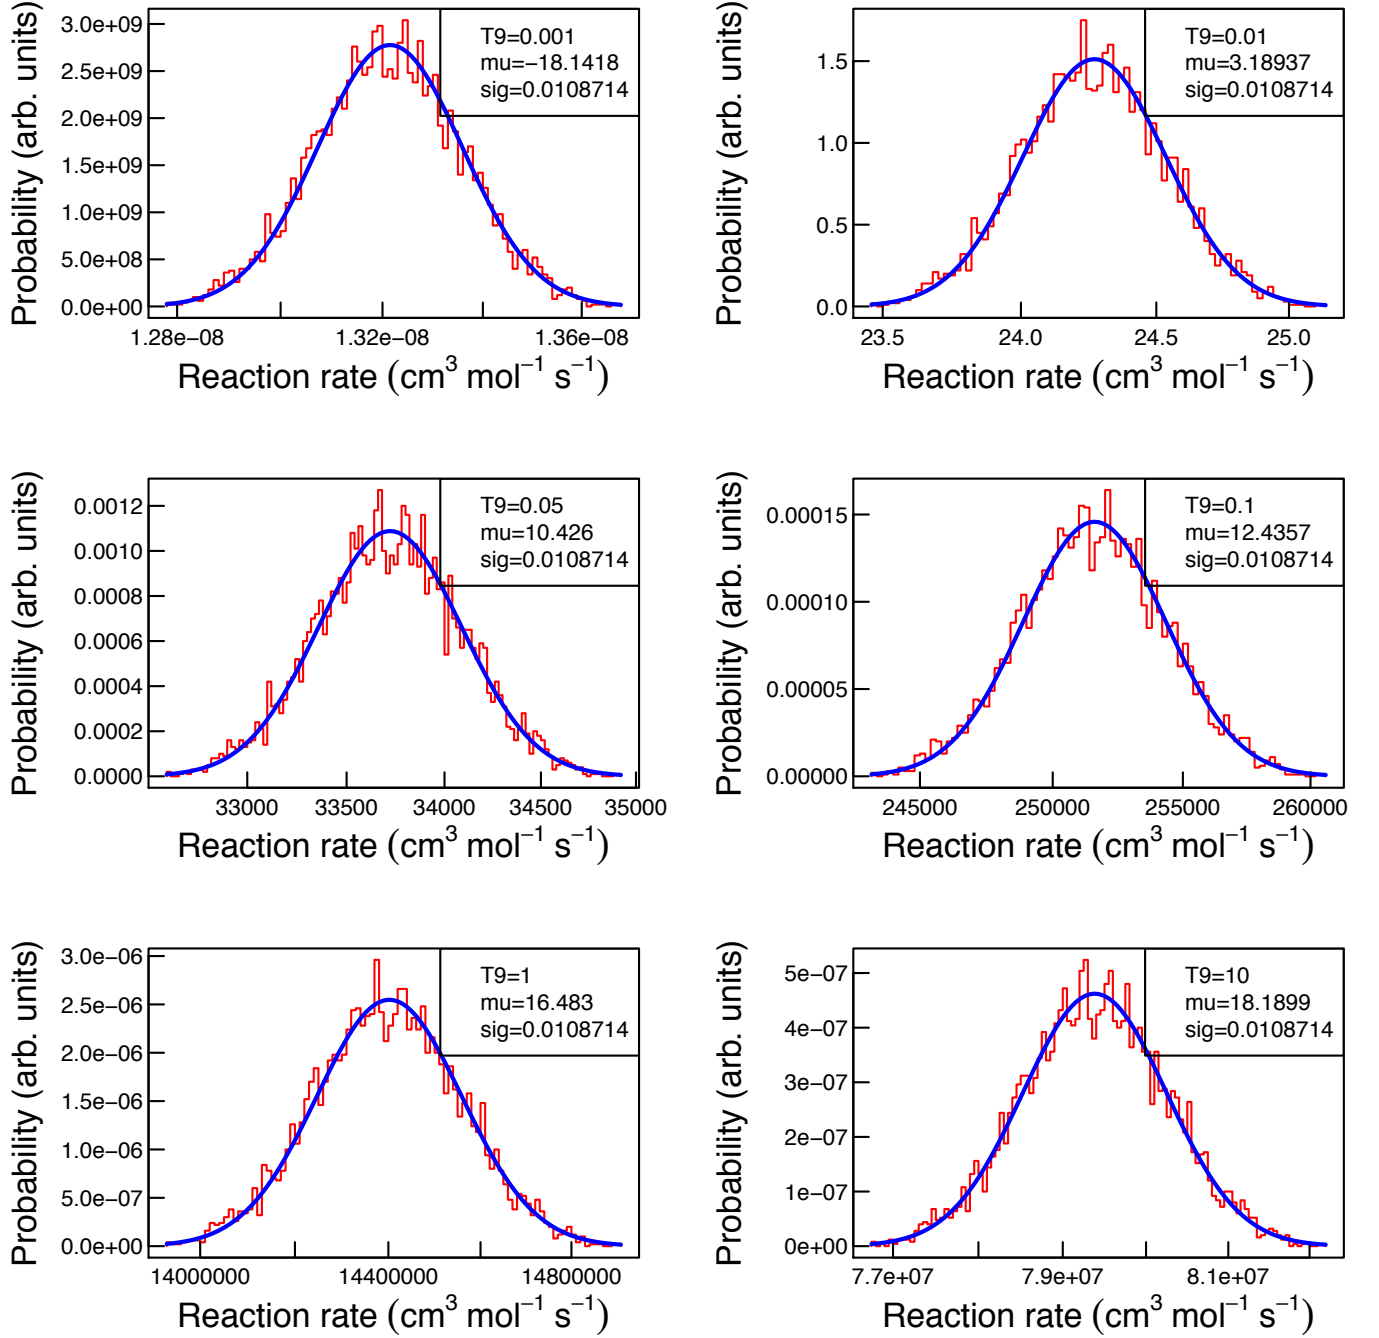 Probability (arb. units)
3.0e+09
2.5e+09
2.0e+09
1.5e+09
1.0e+09
5.0e+08
0.0e+00
T9=0.001
mu=−18.1418
sig=0.0108714
1.28e−08 1.32e−08 1.36e−08
Reaction rate (cm³ mol⁻¹ s⁻¹)
Probability (arb. units)
1.5
1.0
0.5
0.0
T9=0.01
mu=3.18937
sig=0.0108714
23.5 24.0 24.5 25.0
Reaction rate (cm³ mol⁻¹ s⁻¹)
Probability (arb. units)
0.0012
0.0010
0.0008
0.0006
0.0004
0.0002
0.0000
T9=0.05
mu=10.426
sig=0.0108714
33000 33500 34000 34500 35000
Reaction rate (cm³ mol⁻¹ s⁻¹)
Probability (arb. units)
0.00015
0.00010
0.00005
0.00000
T9=0.1
mu=12.4357
sig=0.0108714
245000 250000 255000 260000
Reaction rate (cm³ mol⁻¹ s⁻¹)
Probability (arb. units)
3.0e−06
2.5e−06
2.0e−06
1.5e−06
1.0e−06
5.0e−07
0.0e+00
T9=1
mu=16.483
sig=0.0108714
14000000 14400000 14800000
Reaction rate (cm³ mol⁻¹ s⁻¹)
Probability (arb. units)
5e−07
4e−07
3e−07
2e−07
1e−07
0e+00
T9=10
mu=18.1899
sig=0.0108714
7.7e+07 7.9e+07 8.1e+07
Reaction rate (cm³ mol⁻¹ s⁻¹)